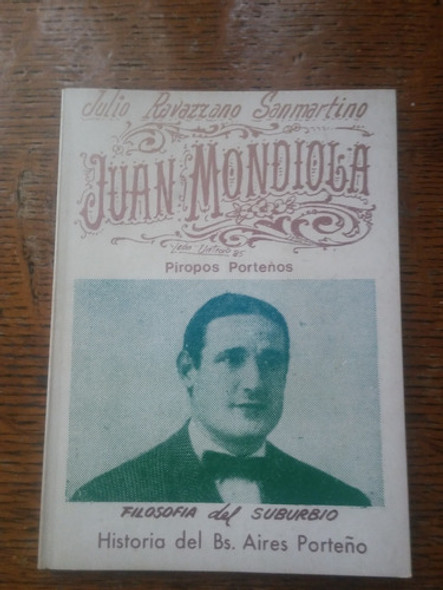 Julio Ravazzano Sanmartino
JUAN MONDIOLA
Piropos Porteños
FILOSOFIA del SUBURBIO
Historia del Bs. Aires Porteño